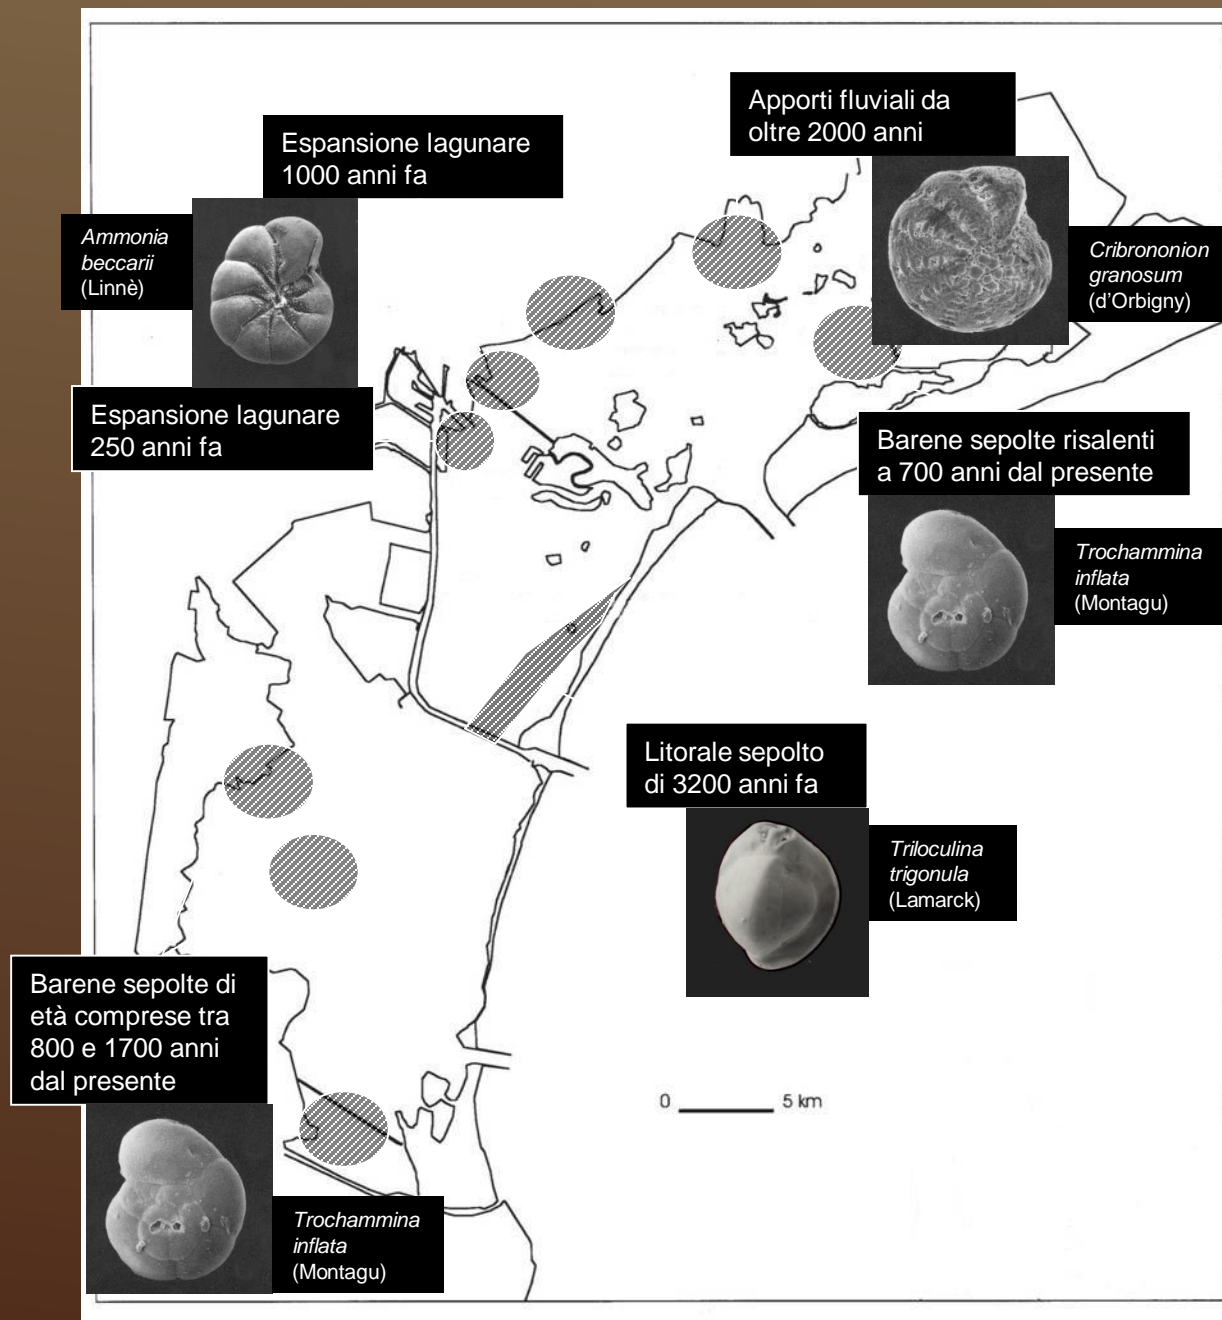 Apporti fluviali da
oltre 2000 anni
Espansione lagunare
1000 anni fa
Ammonia
beccarii
(Linnè)
Cribrononion
granosum
(d'Orbigny)
Espansione lagunare
250 anni fa
Barene sepolte risalenti
a 700 anni dal presente
Trochammina
inflata
(Montagu)
Litorale sepolto
di 3200 anni fa
Triloculina
trigonula
(Lamarck)
Barene sepolte di
età comprese tra
800 e 1700 anni
dal presente
0 5 km
Trochammina
inflata
(Montagu)